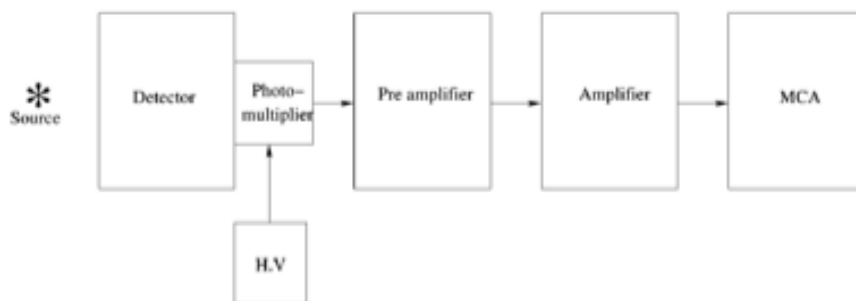 Source
Detector
Photo-
multiplier
Pre amplifier
Amplifier
MCA
H.V